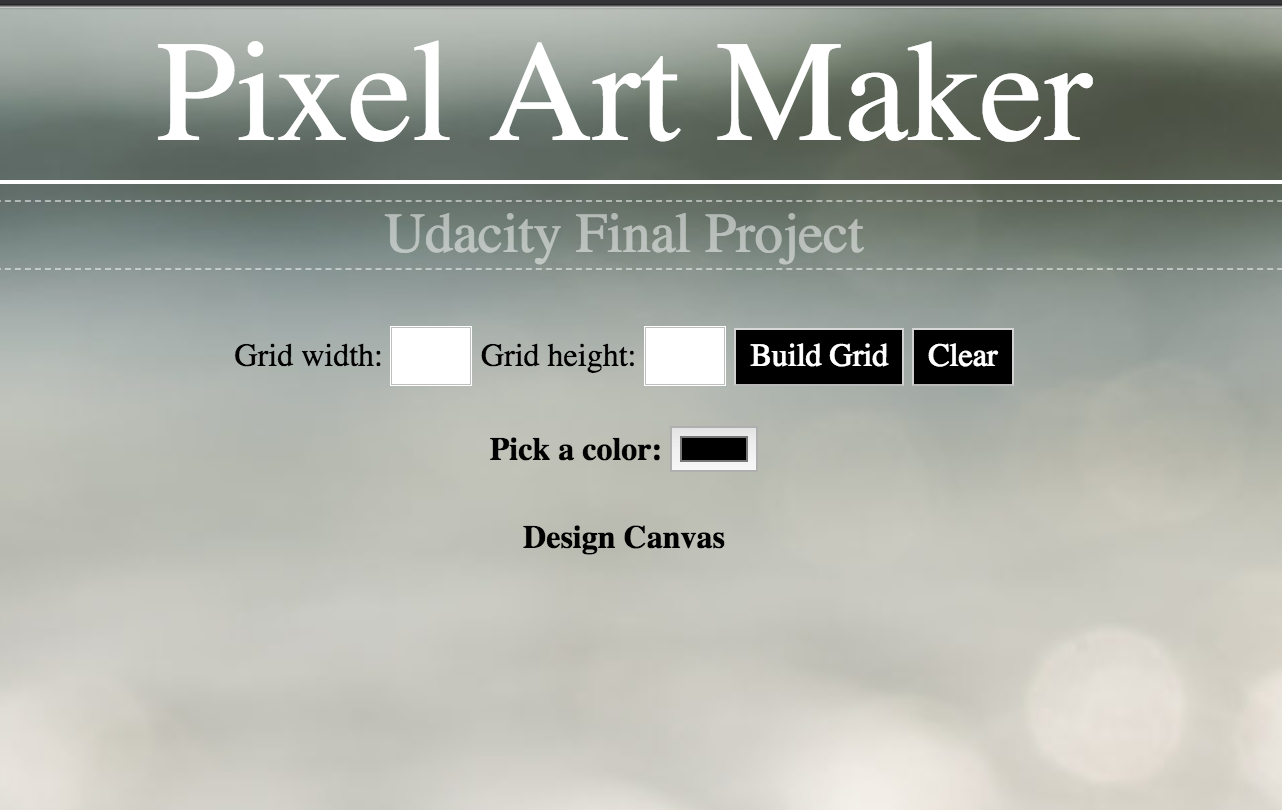 Pixel Art Maker
Udacity Final Project
Grid width: Grid height: Build Grid Clear
Pick a color:
Design Canvas